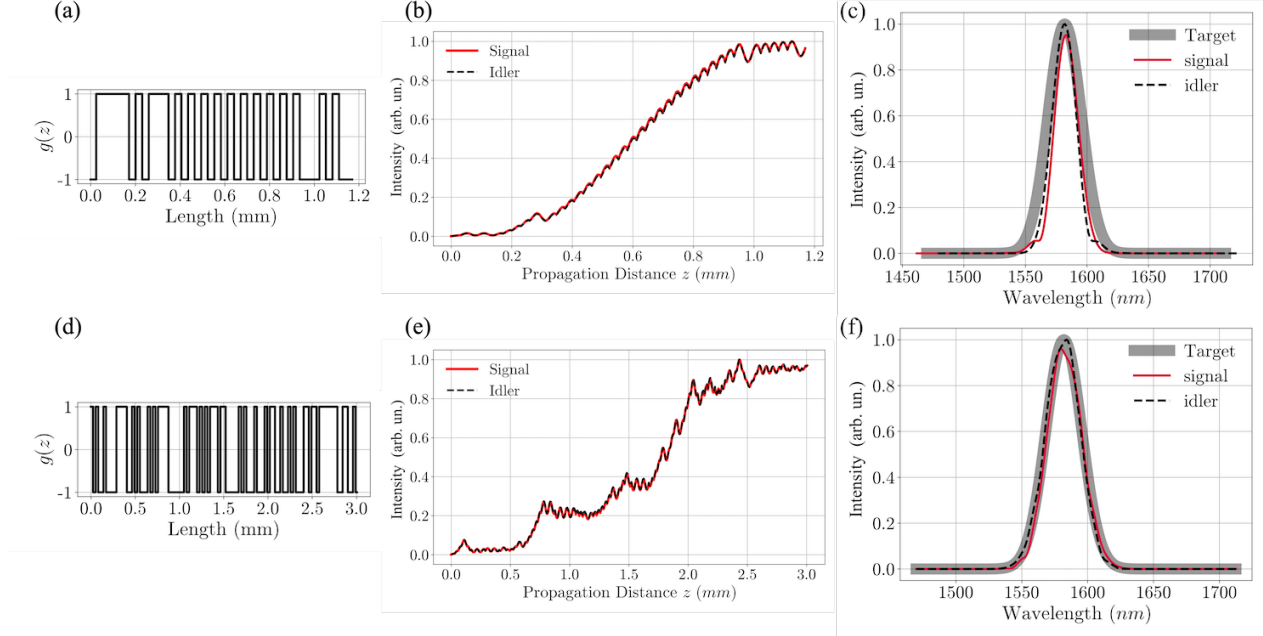 (a)
1
0
-1
g(z)
0.0 0.2 0.4 0.6 0.8 1.0 1.2
Length (mm)
(b)
Signal
Idler
1.0
0.8
0.6
0.4
0.2
0.0
Intensity (arb. un.)
0.0 0.2 0.4 0.6 0.8 1.0 1.2
Propagation Distance z (mm)
(c)
Target
signal
idler
1.0
0.8
0.6
0.4
0.2
0.0
Intensity (arb. un.)
1450 1500 1550 1600 1650 1700
Wavelength (nm)
(d)
1
0
-1
g(z)
0.0 0.5 1.0 1.5 2.0 2.5 3.0
Length (mm)
(e)
Signal
Idler
1.0
0.8
0.6
0.4
0.2
0.0
Intensity (arb. un.)
0.0 0.5 1.0 1.5 2.0 2.5 3.0
Propagation Distance z (mm)
(f)
Target
signal
idler
1.0
0.8
0.6
0.4
0.2
0.0
Intensity (arb. un.)
1500 1550 1600 1650 1700
Wavelength (nm)